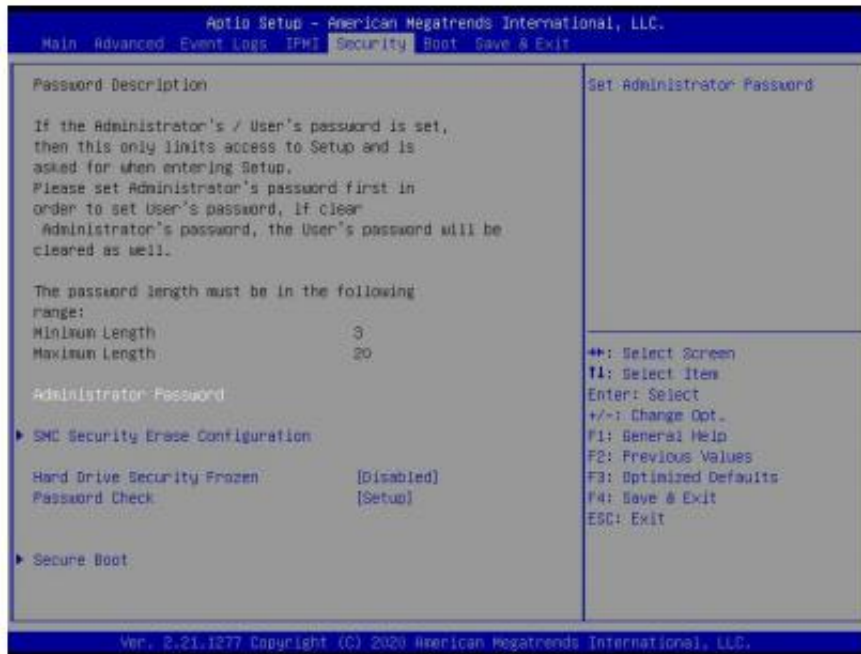 Aptio Setup – American Megatrends International, LLC.
Main Advanced Event Logs IPMI Security Boot Save & Exit
Password Description
If the Administrator's / User's password is set,
then this only limits access to Setup and is
asked for when entering Setup.
Please set Administrator's password first in
order to set User's password, if clear
Administrator's password, the User's password will be
cleared as well.
The password length must be in the following
range:
Minimum Length 3
Maximum Length 20
Administrator Password
SMC Security Erase Configuration
Hard Drive Security Frozen [Disabled]
Password Check [Setup]
Secure Boot
Set Administrator Password
→←: Select Screen
↑↓: Select Item
Enter: Select
+/-: Change Opt.
F1: General Help
F2: Previous Values
F3: Optimized Defaults
F4: Save & Exit
ESC: Exit
Ver. 2.21.1277 Copyright (C) 2020 American Megatrends International, LLC.